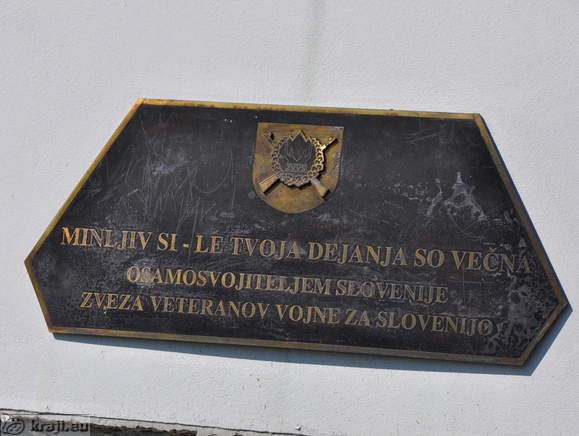 MINLJIV SI - LE TVOJA DEJANJA SO VEČNA
OSAMOSVOJITELJEM SLOVENIJE
ZVEZA VETERANOV VOJNE ZA SLOVENIJO
kraji.eu